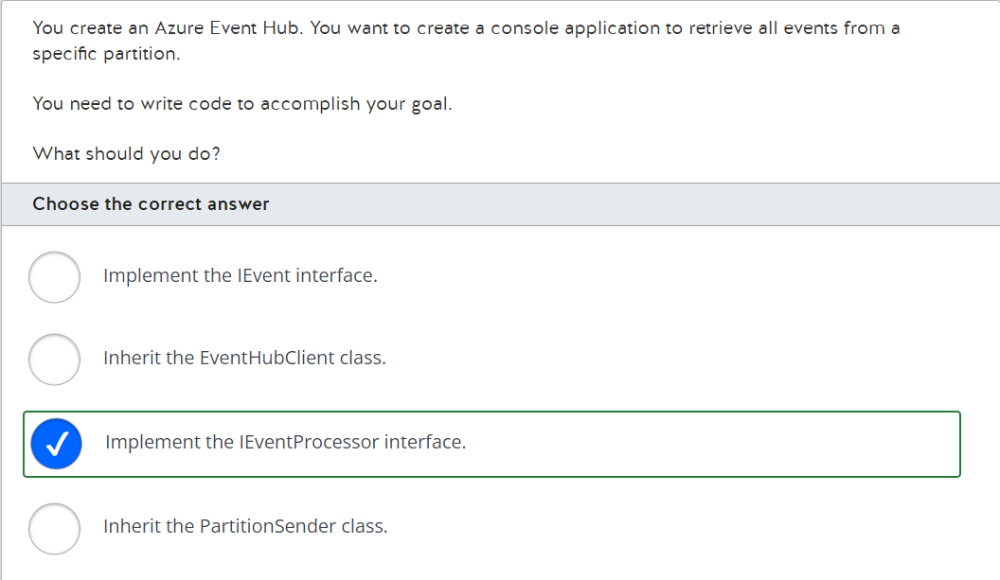 You create an Azure Event Hub. You want to create a console application to retrieve all events from a
specific partition.
You need to write code to accomplish your goal.
What should you do?
Choose the correct answer
Implement the IEvent interface.
Inherit the EventHubClient class.
Implement the IEventProcessor interface.
Inherit the PartitionSender class.